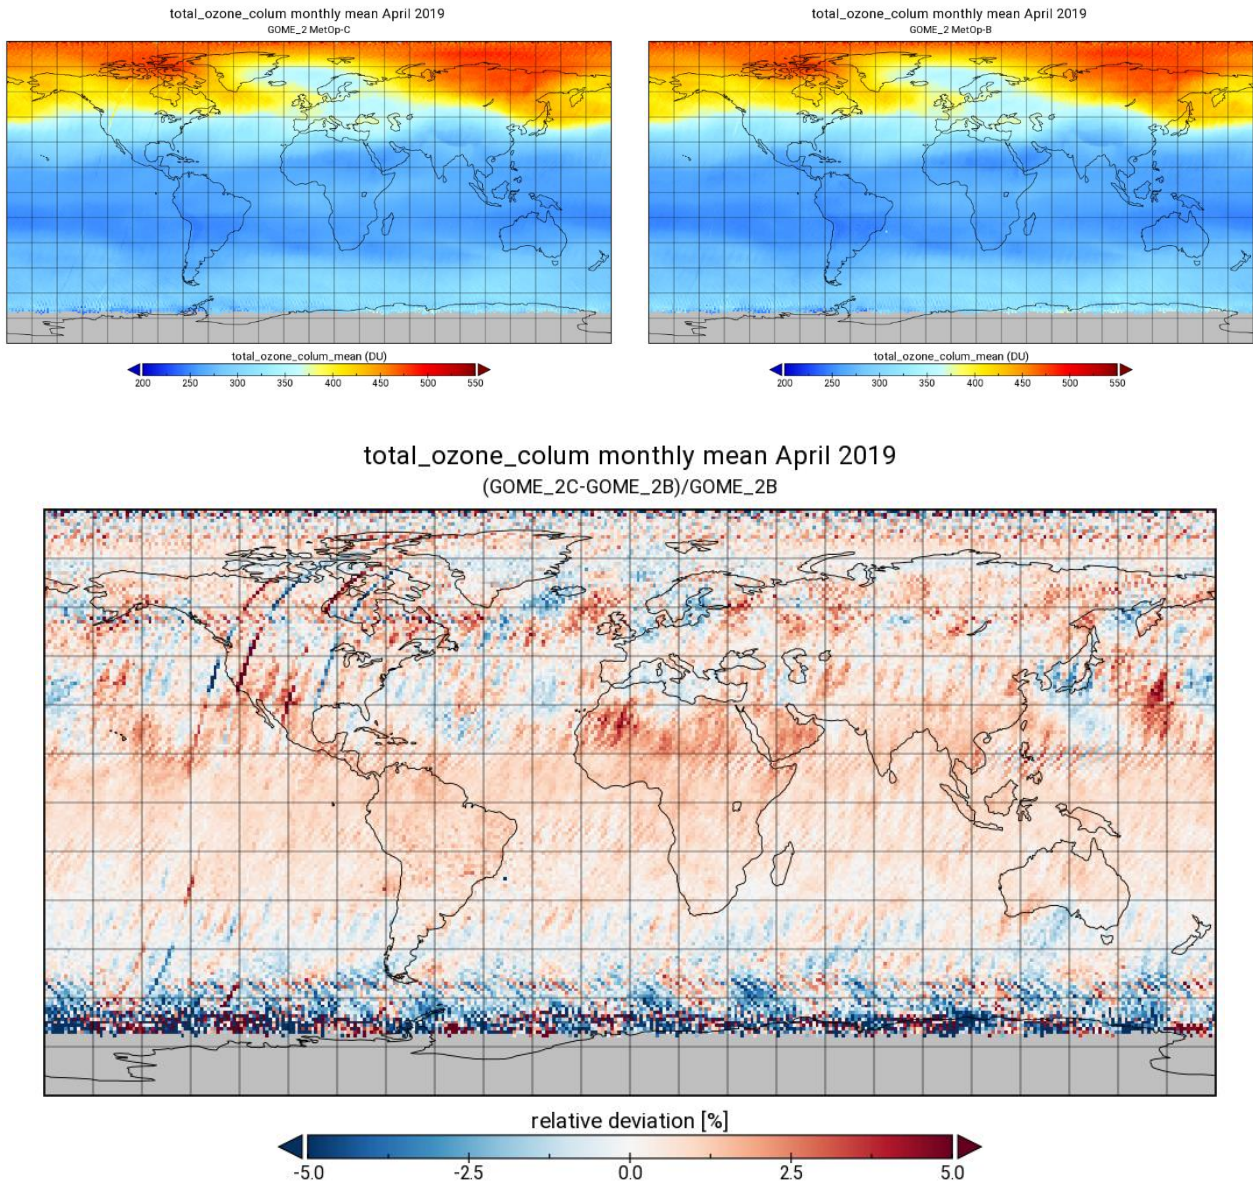 total_ozone_colum monthly mean April 2019
GOME_2 MetOp-C
total_ozone_colum_mean (DU)
200 250 300 350 400 450 500 550
total_ozone_colum monthly mean April 2019
GOME_2 MetOp-B
total_ozone_colum_mean (DU)
200 250 300 350 400 450 500 550
total_ozone_colum monthly mean April 2019
(GOME_2C-GOME_2B)/GOME_2B
relative deviation [%]
-5.0 -2.5 0.0 2.5 5.0